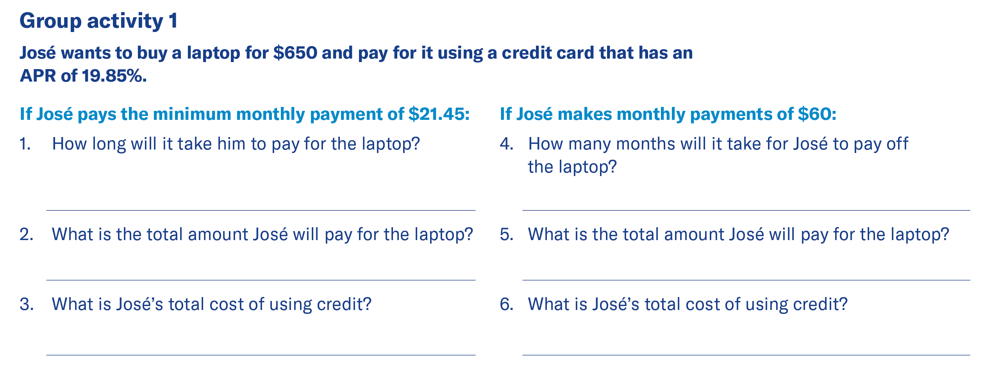 Group activity 1
José wants to buy a laptop for $650 and pay for it using a credit card that has an
APR of 19.85%.
If José pays the minimum monthly payment of $21.45:
1. How long will it take him to pay for the laptop?
2. What is the total amount José will pay for the laptop?
3. What is José’s total cost of using credit?
If José makes monthly payments of $60:
4. How many months will it take for José to pay off
the laptop?
5. What is the total amount José will pay for the laptop?
6. What is José’s total cost of using credit?